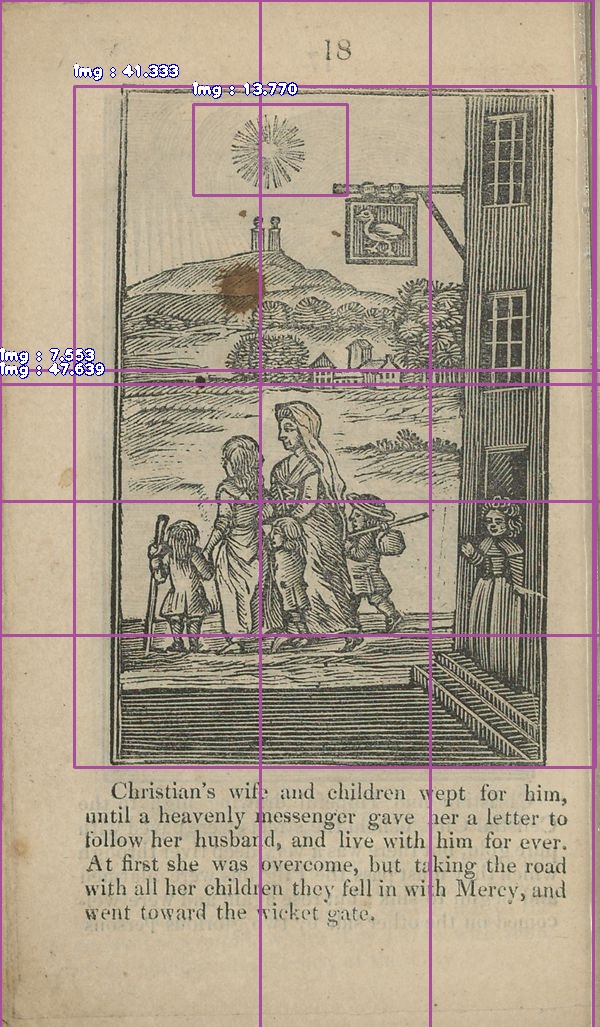 18
img : 41.333
img : 13.770
img : 7.553
img : 47.639
Christian's wife and children wept for him,
until a heavenly messenger gave her a letter to
follow her husband, and live with him for ever.
At first she was overcome, but taking the road
with all her children they fell in with Mercy, and
went toward the wicket gate.